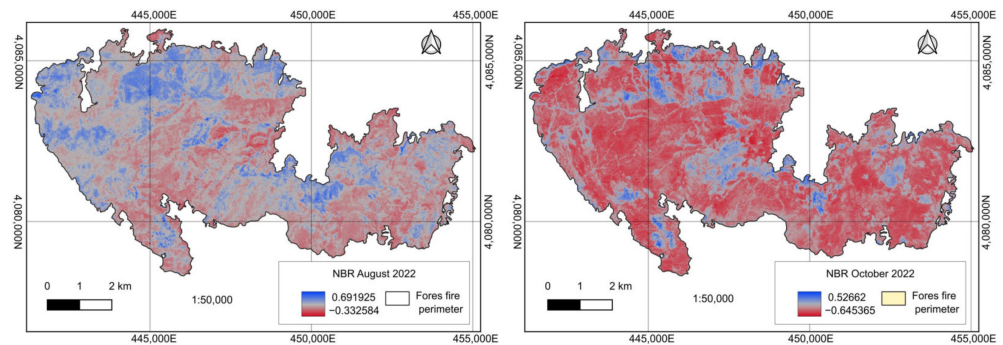 445,000E 450,000E 455,000E
4,085,000N 4,085,000N
4,080,000N 4,080,000N
NBR August 2022
0 1 2 km
1:50,000
0.691925
−0.332584
Fores fire
perimeter
445,000E 450,000E 455,000E
445,000E 450,000E 455,000E
4,085,000N 4,085,000N
4,080,000N 4,080,000N
NBR October 2022
0 1 2 km
1:50,000
0.52662
−0.645365
Fores fire
perimeter
445,000E 450,000E 455,000E